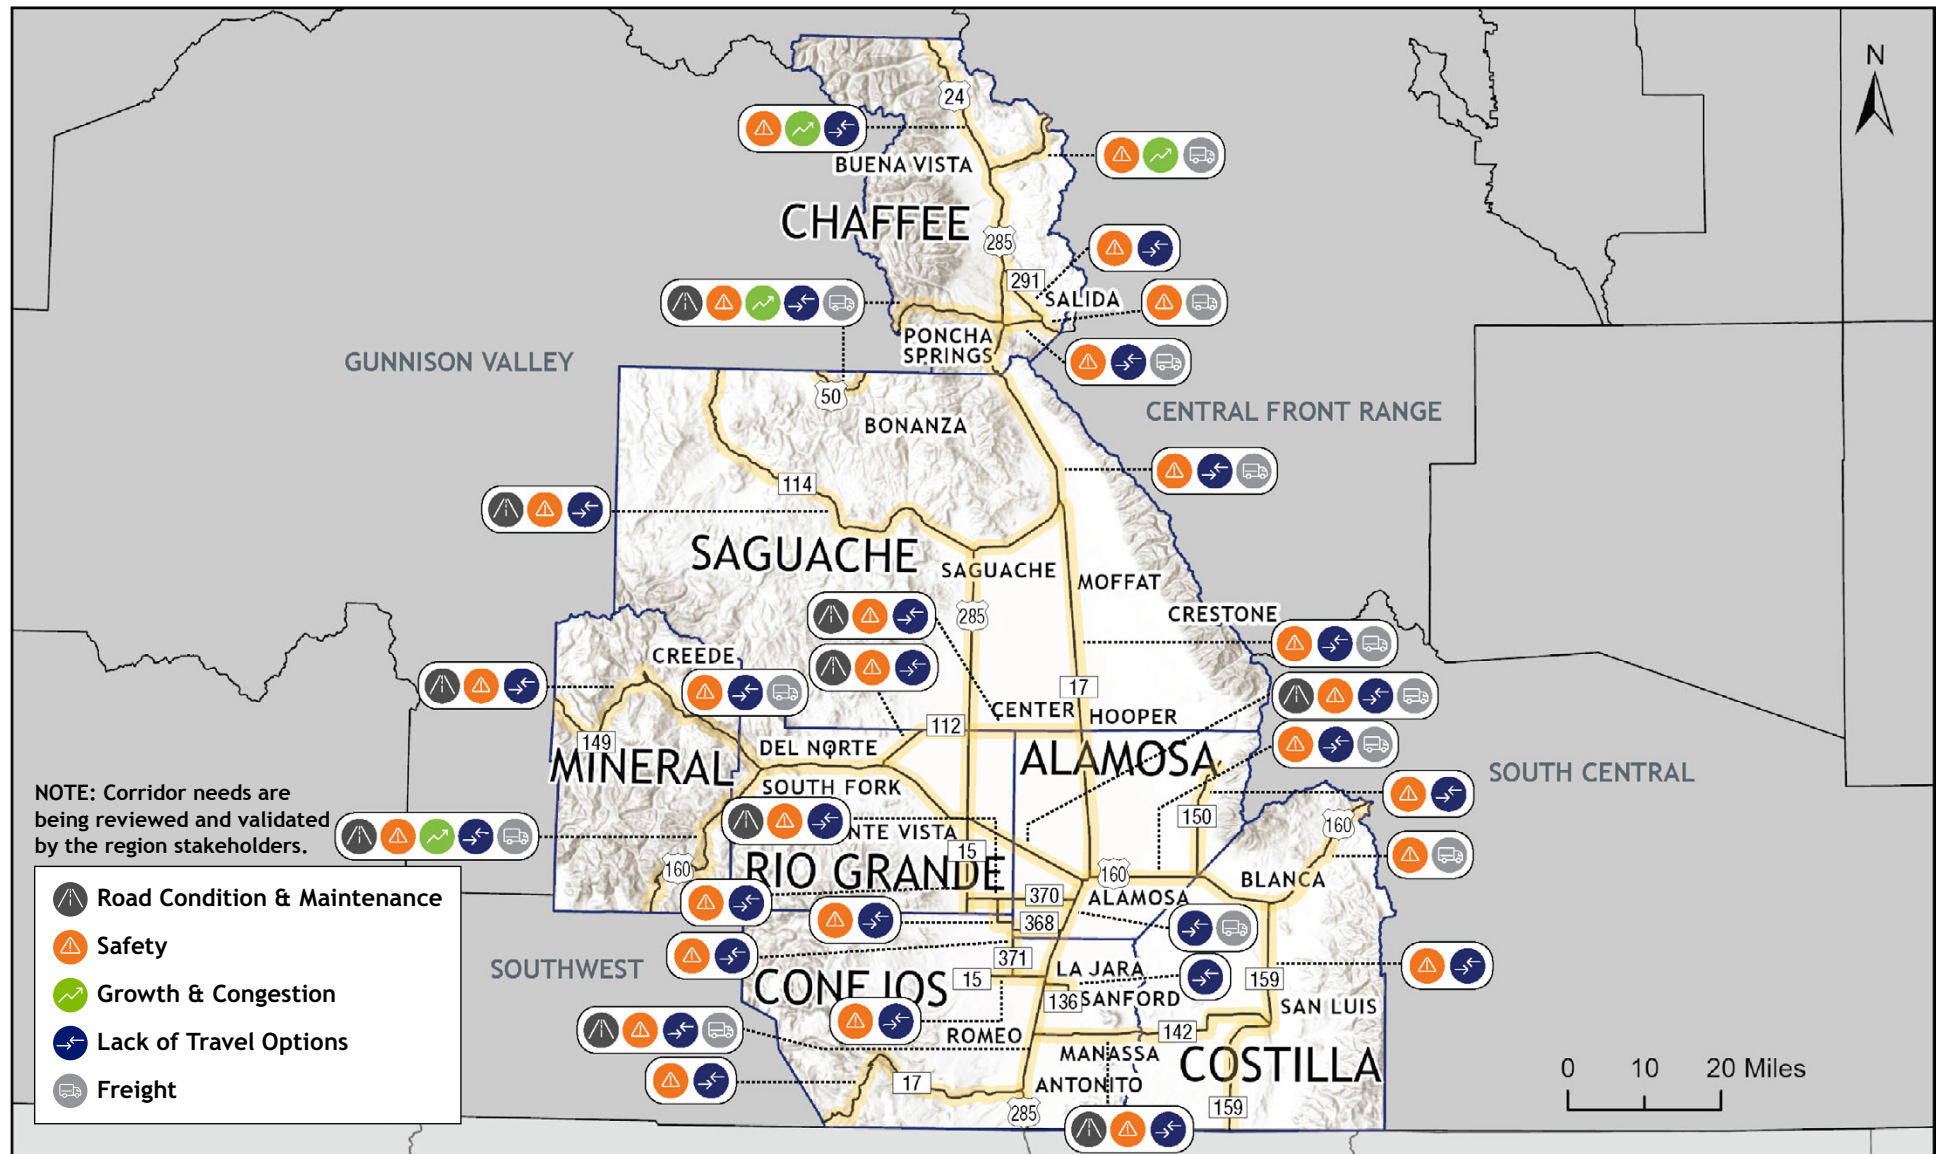 N
24
BUENA VISTA
CHAFFEE
285
291
SALIDA
PONCHA
SPRINGS
GUNNISON VALLEY
50
CENTRAL FRONT RANGE
BONANZA
114
SAGUACHE
SAGUACHE
MOFFAT
285
CRESTONE
CREEDE
17
CENTER
HOOPER
112
149
DEL NORTE
MINERAL
ALAMOSA
SOUTH CENTRAL
SOUTH FORK
NOTE: Corridor needs are
being reviewed and validated
by the region stakeholders.
150
160
NTE VISTA
15
160
RIO GRANDE
160
BLANCA
370
ALAMOSA
368
Road Condition & Maintenance
Safety
Growth & Congestion
Lack of Travel Options
Freight
SOUTHWEST
371
LA JARA
CONEJOS
15
159
136
SANFORD
SAN LUIS
ROMEO
142
MANASSA
COSTILLA
17
ANTONITO
285
159
0 10 20 Miles